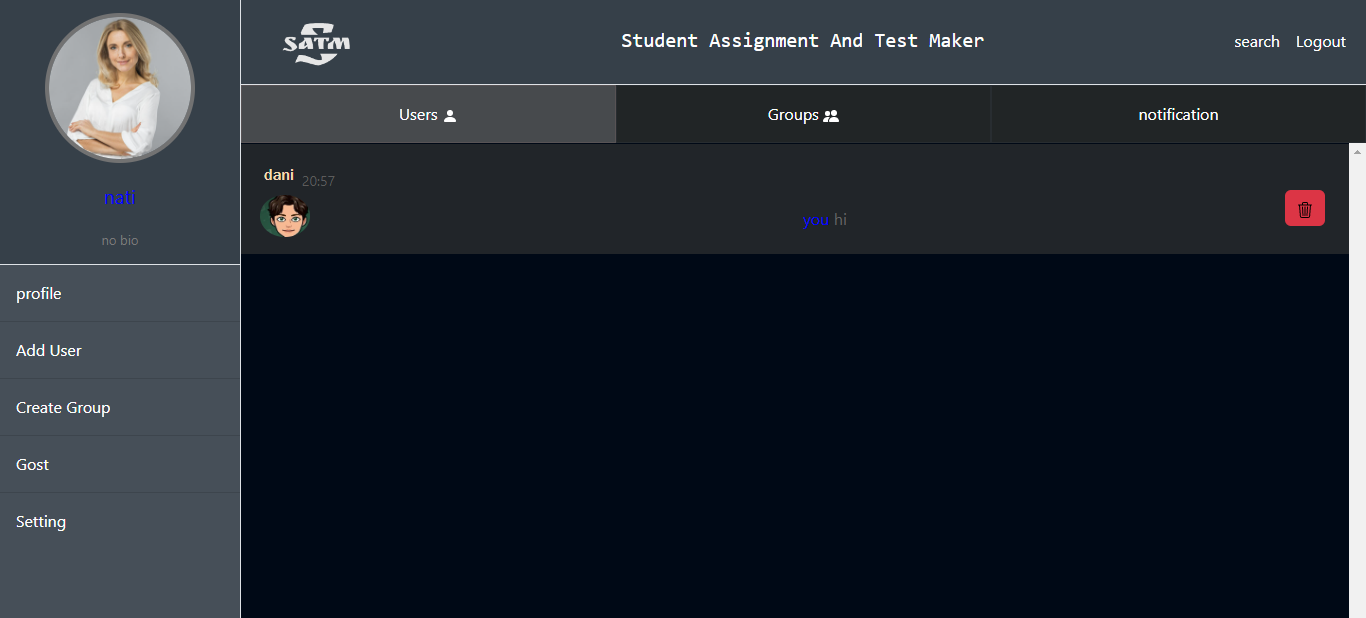 nati
no bio
profile
Add User
Create Group
Gost
Setting
SATM
Student Assignment And Test Maker
search
Logout
Users
Groups
notification
dani 20:57
you hi